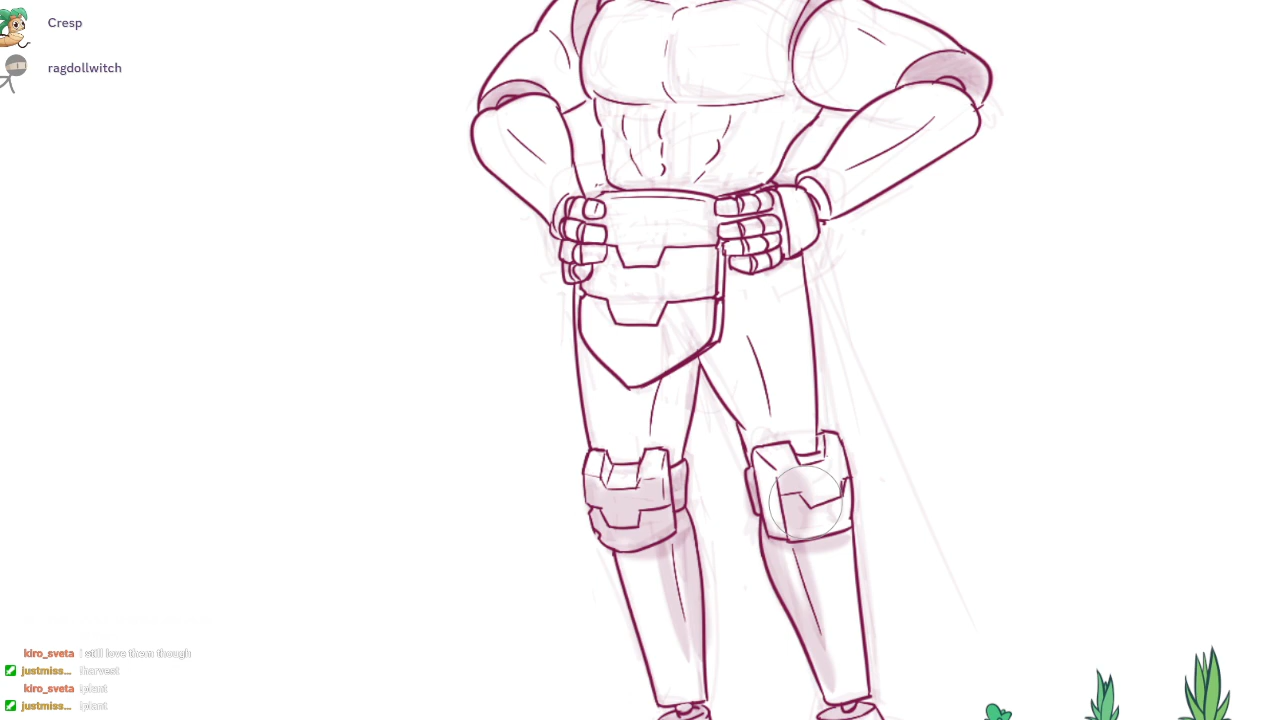 Cresp
ragdollwitch
kiro_sveta i still love them though
justmiss... !harvest
kiro_sveta !plant
justmiss... !plant